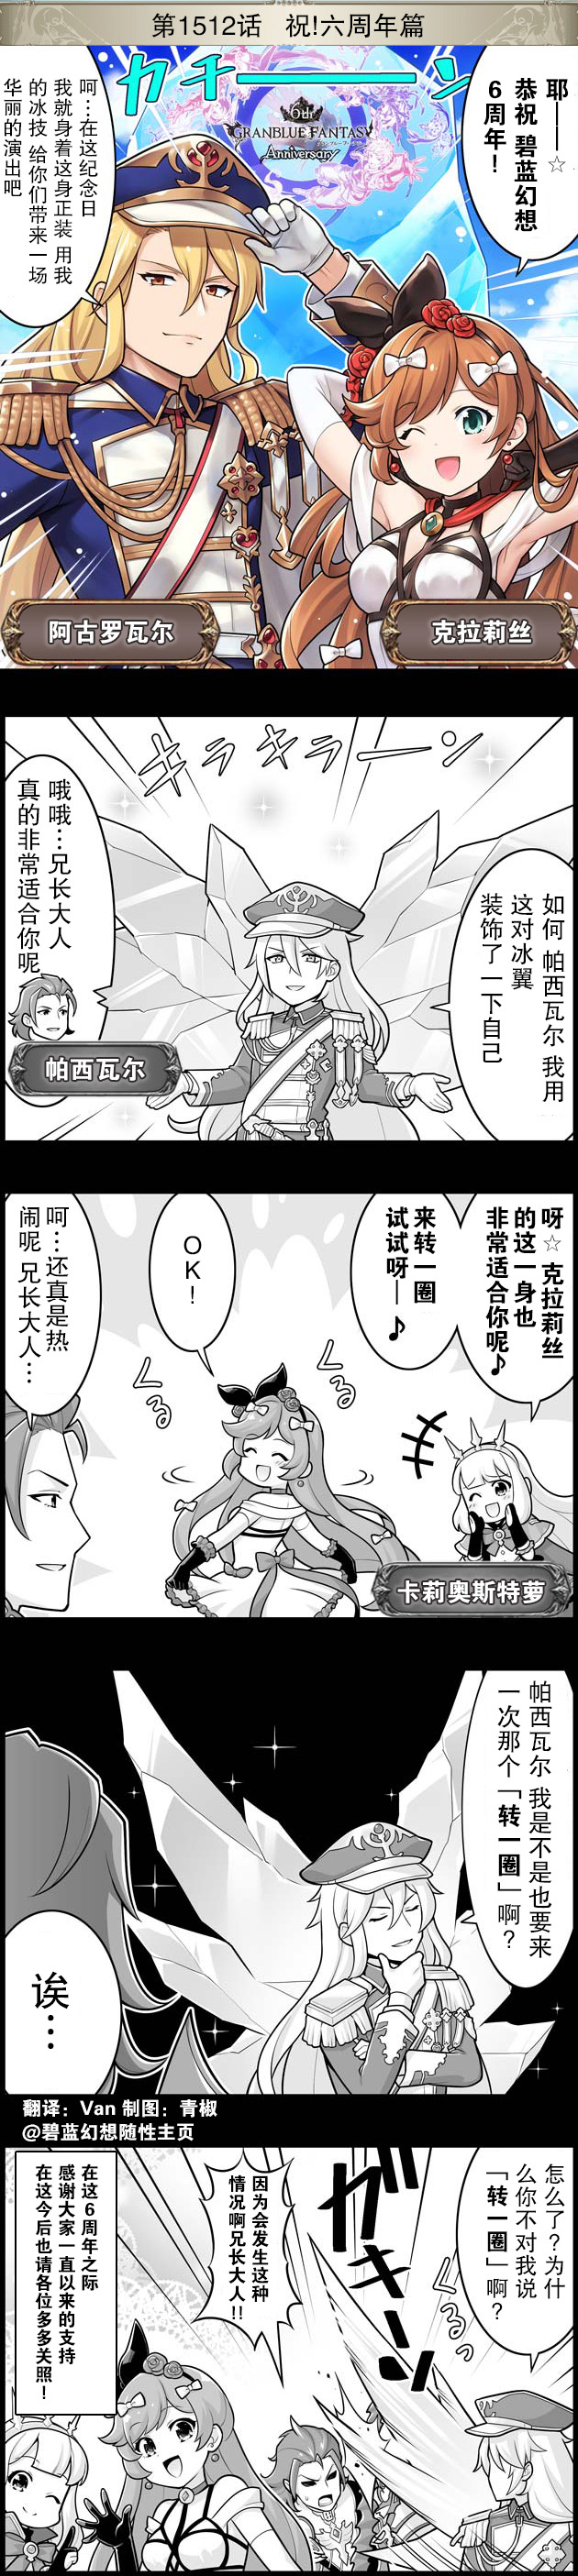 第1512话　祝!六周年篇
カチーーーン
耶——☆
恭祝 碧蓝幻想
6周年！
6th
GRANBLUE FANTASY
Anniversary
呵…在这纪念日
我就身着这身正装 用我
的冰技 给你们带来一场
华丽的演出吧
阿古罗瓦尔
克拉莉丝
キラキラーン
如何 帕西瓦尔 我用
这对冰翼
装饰了一下自己
哦哦…兄长大人
真的非常适合你呢
帕西瓦尔
呀☆ 克拉莉丝
的这一身也
非常适合你呢♪
来转一圈
试试呀—♪
OK！
くる
くる
呵…还真是热
闹呢 兄长大人…
卡莉奥斯特萝
帕西瓦尔 我是不是也要来
一次那个「转一圈」啊？
诶…
翻译：Van 制图：青椒
@碧蓝幻想随性主页
怎么了？为什
么你不对我说
「转一圈」啊？
くるっ
ガシャーン
因为会发生这种
情况啊兄长大人!!
在这6周年之际
感谢大家一直以来的支持
在这今后也请各位多多关照！